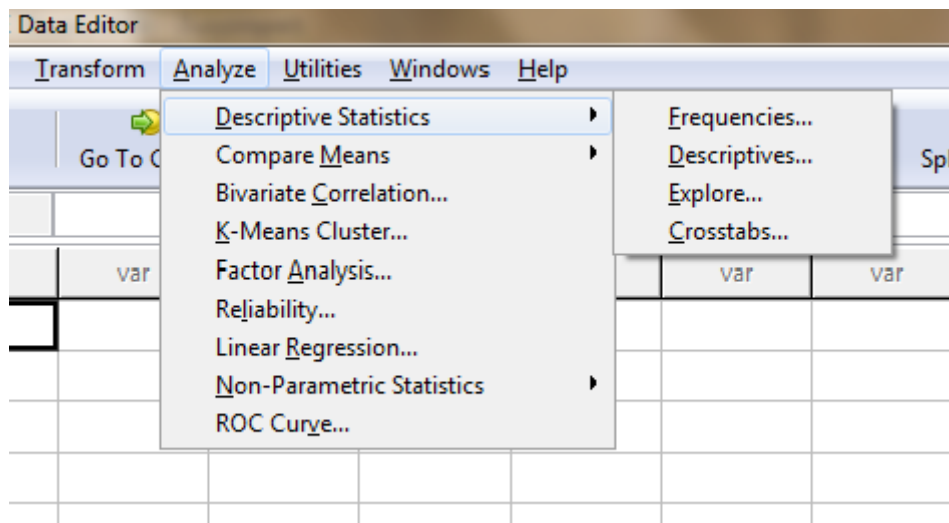 Data Editor
Transform Analyze Utilities Windows Help
Go To C
Spl
Descriptive Statistics
Compare Means
Bivariate Correlation...
K-Means Cluster...
Factor Analysis...
Reliability...
Linear Regression...
Non-Parametric Statistics
ROC Curve...
Frequencies...
Descriptives...
Explore...
Crosstabs...
var var var